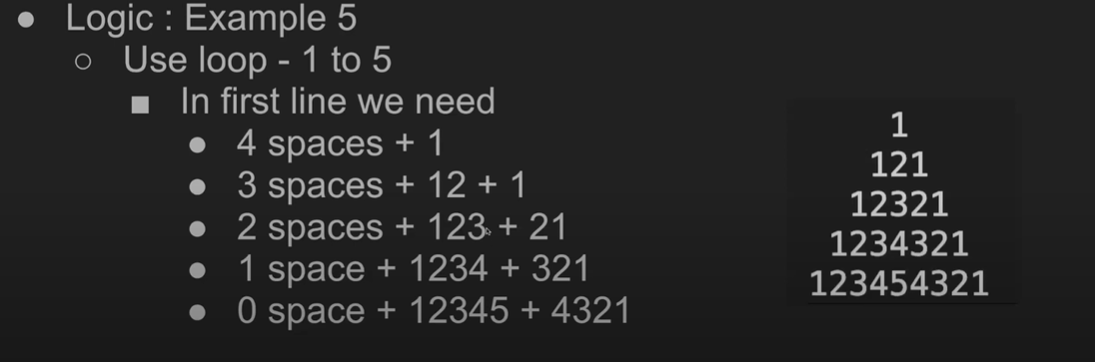 ● Logic : Example 5
○ Use loop - 1 to 5
■ In first line we need
● 4 spaces + 1
● 3 spaces + 12 + 1
● 2 spaces + 123 + 21
● 1 space + 1234 + 321
● 0 space + 12345 + 4321
1
121
12321
1234321
123454321